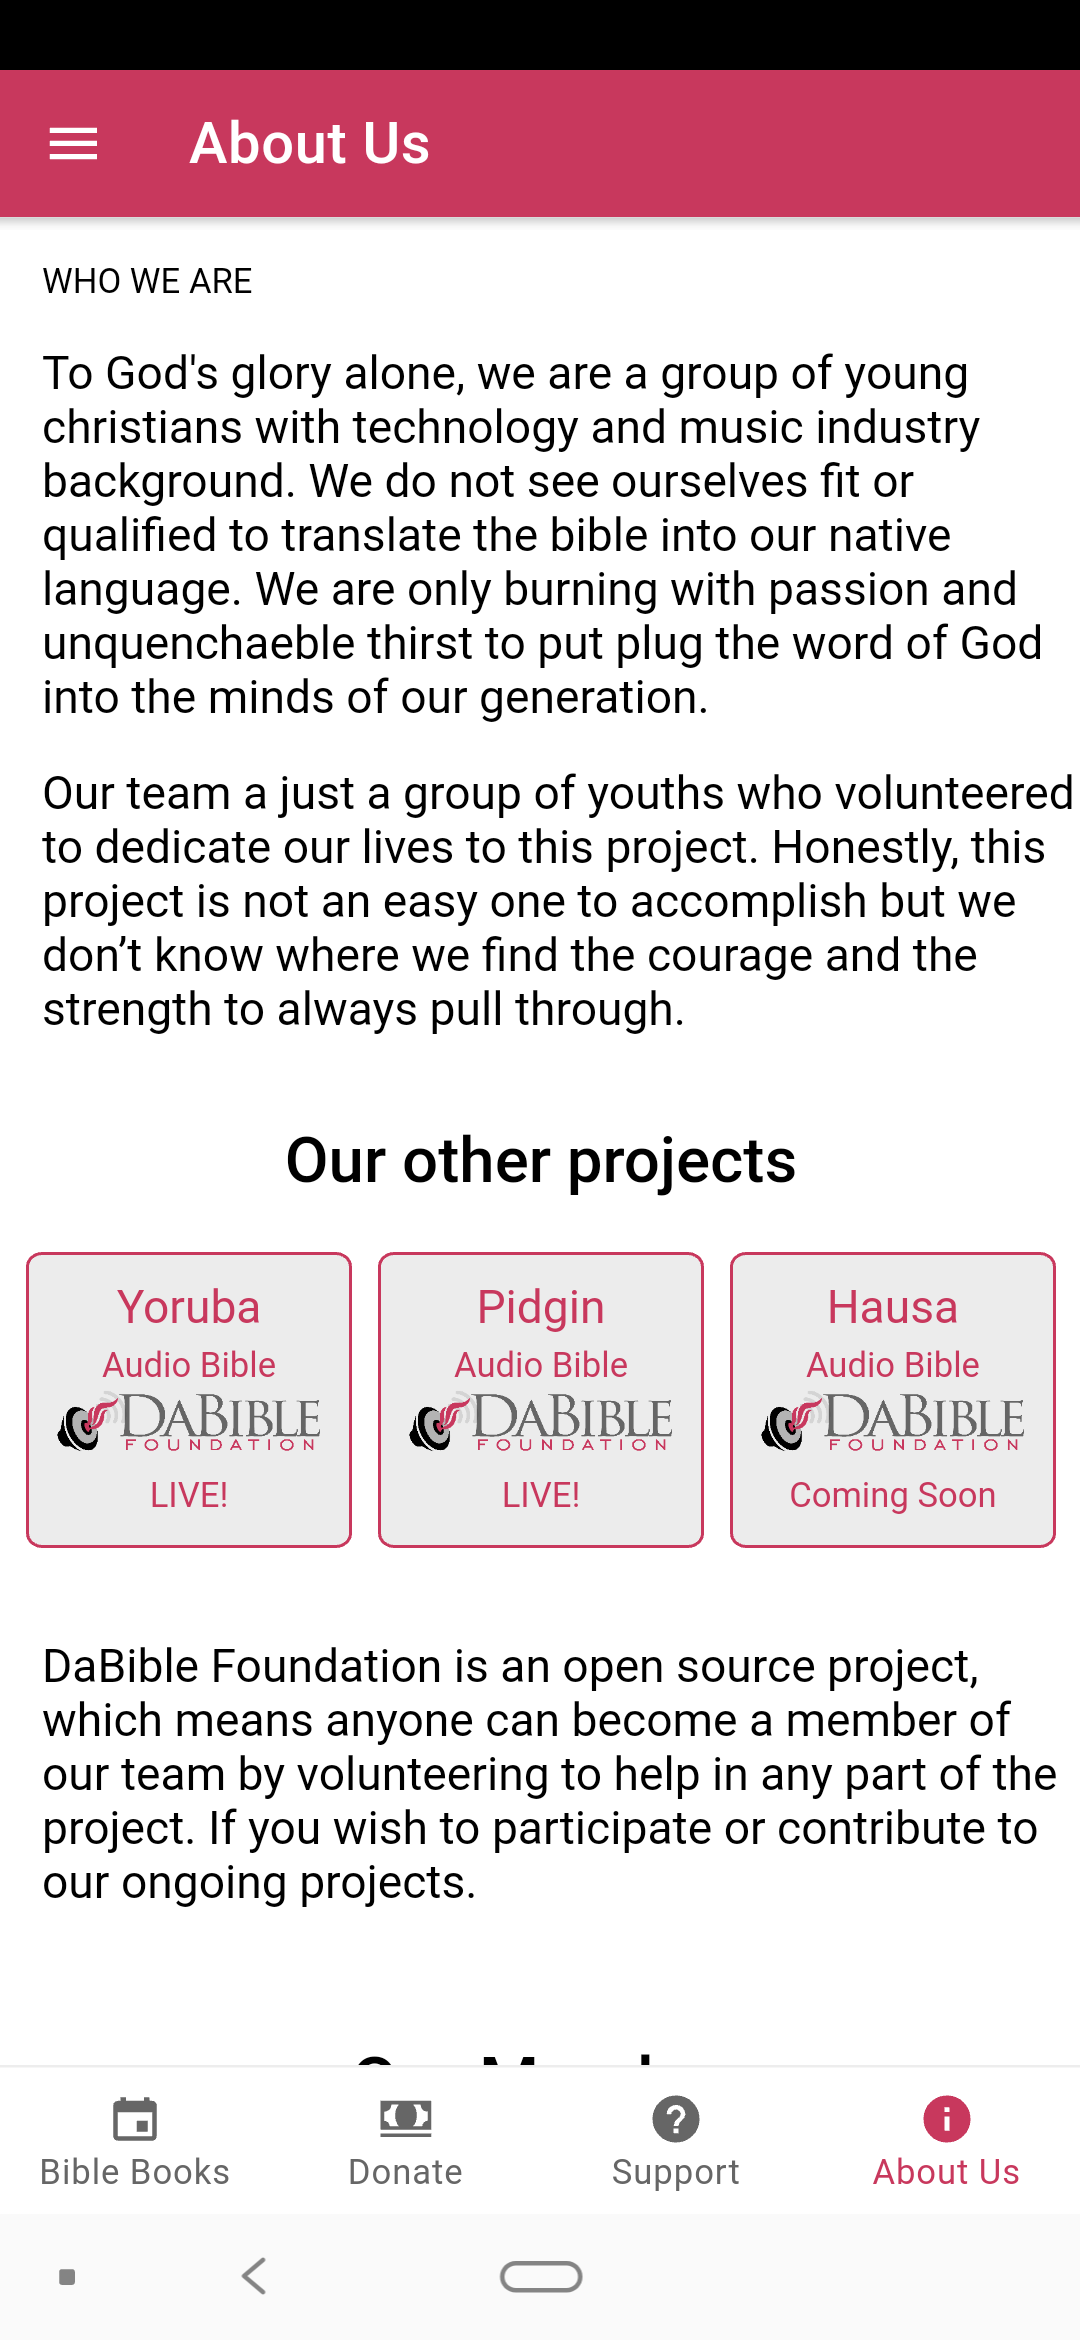 About Us
WHO WE ARE
To God's glory alone, we are a group of young
christians with technology and music industry
background. We do not see ourselves fit or
qualified to translate the bible into our native
language. We are only burning with passion and
unquenchaeble thirst to put plug the word of God
into the minds of our generation.
Our team a just a group of youths who volunteered
to dedicate our lives to this project. Honestly, this
project is not an easy one to accomplish but we
don’t know where we find the courage and the
strength to always pull through.
Our other projects
Yoruba
Audio Bible
DABIBLE
FOUNDATION
LIVE!
Pidgin
Audio Bible
DABIBLE
FOUNDATION
LIVE!
Hausa
Audio Bible
DABIBLE
FOUNDATION
Coming Soon
DaBible Foundation is an open source project,
which means anyone can become a member of
our team by volunteering to help in any part of the
project. If you wish to participate or contribute to
our ongoing projects.
Bible Books
Donate
Support
About Us